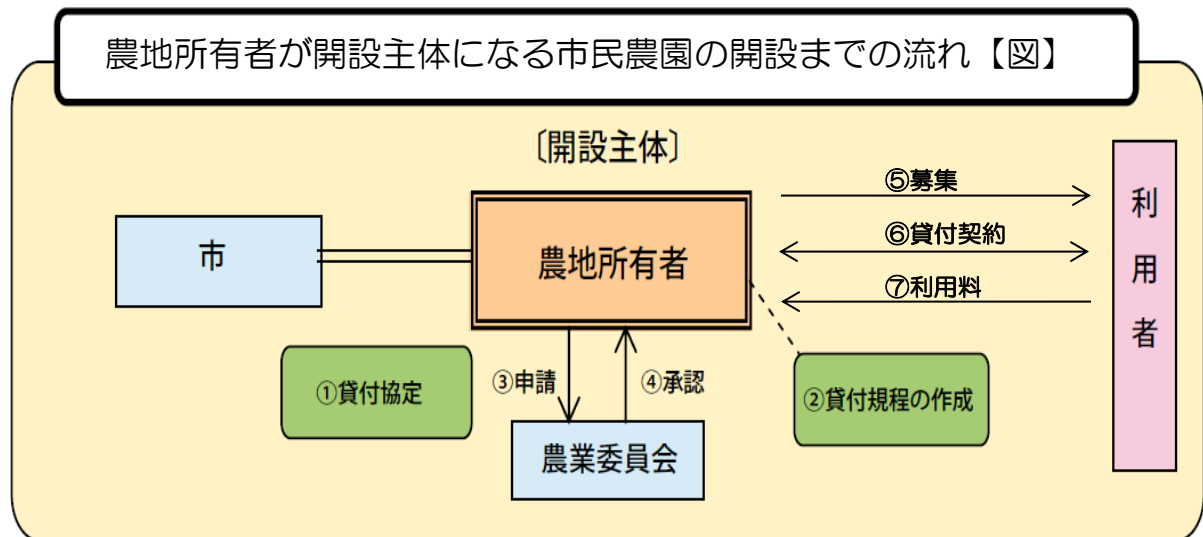 農地所有者が開設主体になる市民農園の開設までの流れ【図】
〔開設主体〕
市
農地所有者
⑤募集
⑥貸付契約
⑦利用料
利用者
①貸付協定
③申請
④承認
②貸付規程の作成
農業委員会